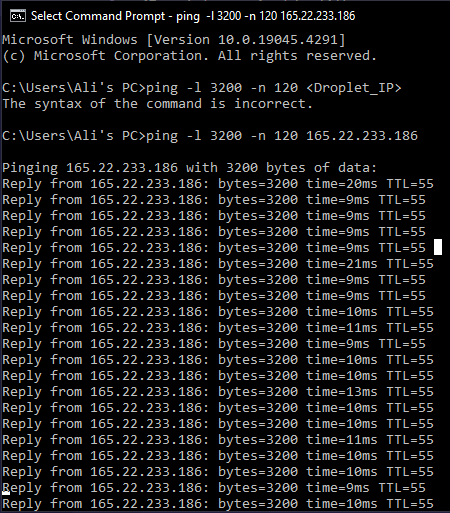 Select Command Prompt - ping -l 3200 -n 120 165.22.233.186
Microsoft Windows [Version 10.0.19045.4291]
(c) Microsoft Corporation. All rights reserved.
C:\Users\Ali's PC>ping -l 3200 -n 120 <Droplet_IP>
The syntax of the command is incorrect.
C:\Users\Ali's PC>ping -l 3200 -n 120 165.22.233.186
Pinging 165.22.233.186 with 3200 bytes of data:
Reply from 165.22.233.186: bytes=3200 time=20ms TTL=55
Reply from 165.22.233.186: bytes=3200 time=9ms TTL=55
Reply from 165.22.233.186: bytes=3200 time=9ms TTL=55
Reply from 165.22.233.186: bytes=3200 time=9ms TTL=55
Reply from 165.22.233.186: bytes=3200 time=9ms TTL=55
Reply from 165.22.233.186: bytes=3200 time=21ms TTL=55
Reply from 165.22.233.186: bytes=3200 time=9ms TTL=55
Reply from 165.22.233.186: bytes=3200 time=9ms TTL=55
Reply from 165.22.233.186: bytes=3200 time=10ms TTL=55
Reply from 165.22.233.186: bytes=3200 time=11ms TTL=55
Reply from 165.22.233.186: bytes=3200 time=9ms TTL=55
Reply from 165.22.233.186: bytes=3200 time=10ms TTL=55
Reply from 165.22.233.186: bytes=3200 time=10ms TTL=55
Reply from 165.22.233.186: bytes=3200 time=13ms TTL=55
Reply from 165.22.233.186: bytes=3200 time=10ms TTL=55
Reply from 165.22.233.186: bytes=3200 time=10ms TTL=55
Reply from 165.22.233.186: bytes=3200 time=11ms TTL=55
Reply from 165.22.233.186: bytes=3200 time=10ms TTL=55
Reply from 165.22.233.186: bytes=3200 time=10ms TTL=55
Reply from 165.22.233.186: bytes=3200 time=9ms TTL=55
Reply from 165.22.233.186: bytes=3200 time=10ms TTL=55